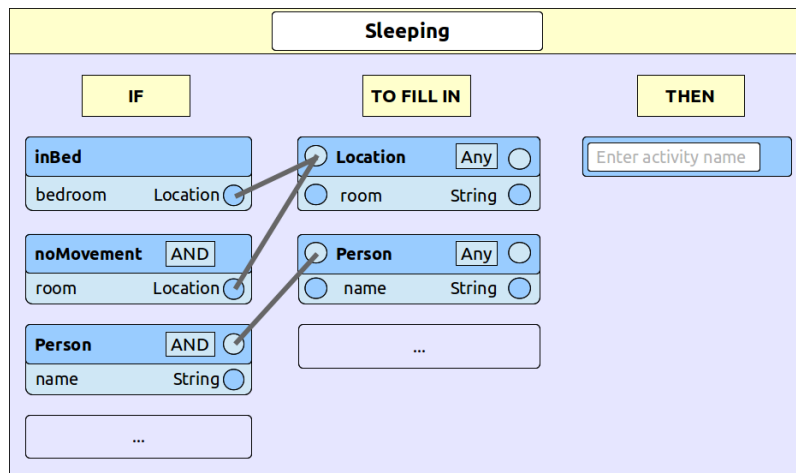 Sleeping
IF
TO FILL IN
THEN
inBed
bedroom Location
noMovement AND
room Location
Person AND
name String
...
Location Any
room String
Person Any
name String
...
Enter activity name